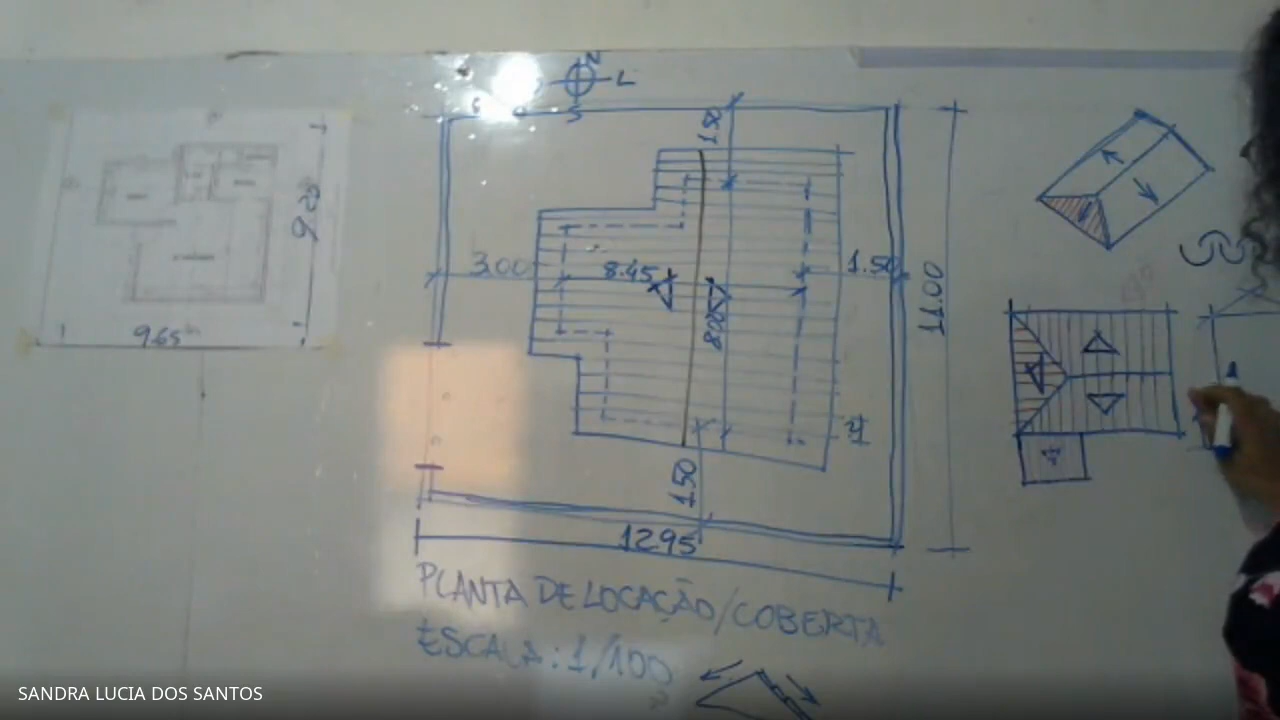 N
L
S
1.50
9.20
3.00
8.45
1.50
8.00
11.00
9.65
1.50
12.95
PLANTA DE LOCAÇÃO/COBERTA
ESCALA: 1/100
SANDRA LUCIA DOS SANTOS